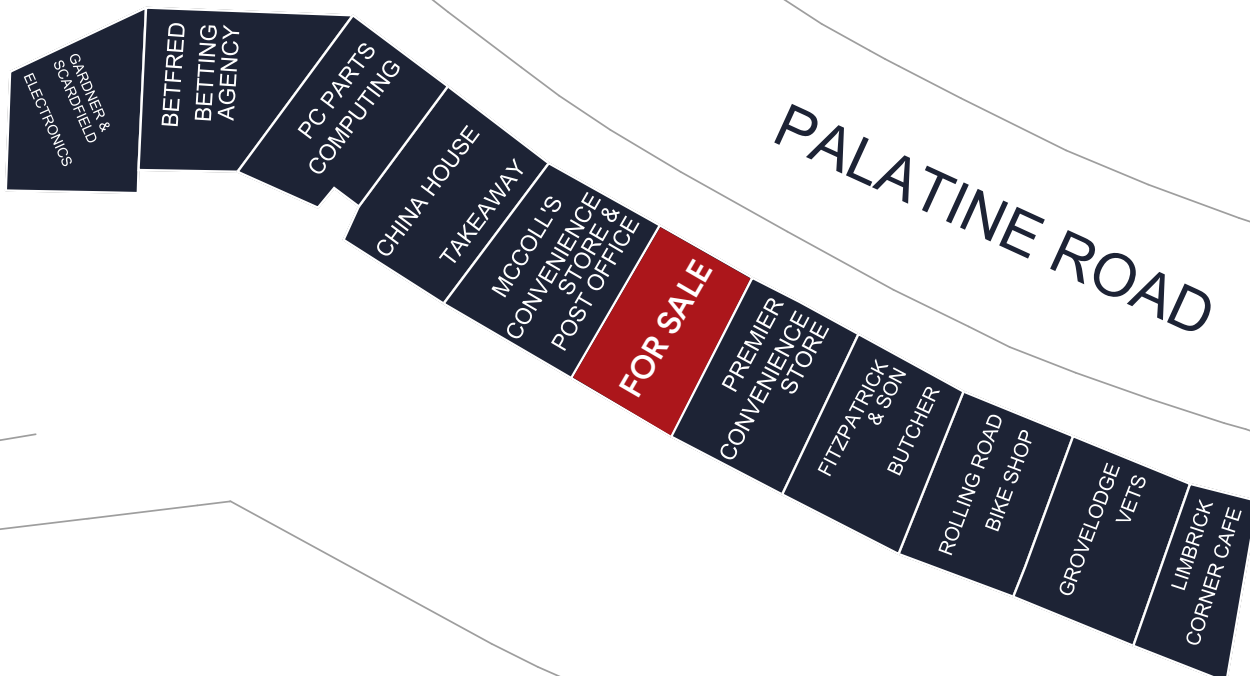 GARDNER &
SCARDFIELD
ELECTRONICS
BETFRED
BETTING
AGENCY
PC PARTS
COMPUTING
CHINA HOUSE
TAKEAWAY
MCCOLL'S
CONVENIENCE
STORE &
POST OFFICE
FOR SALE
PREMIER
CONVENIENCE
STORE
FITZPATRICK
& SON
BUTCHER
ROLLING ROAD
BIKE SHOP
GROVELODGE
VETS
LIMBRICK
CORNER CAFE
PALATINE ROAD